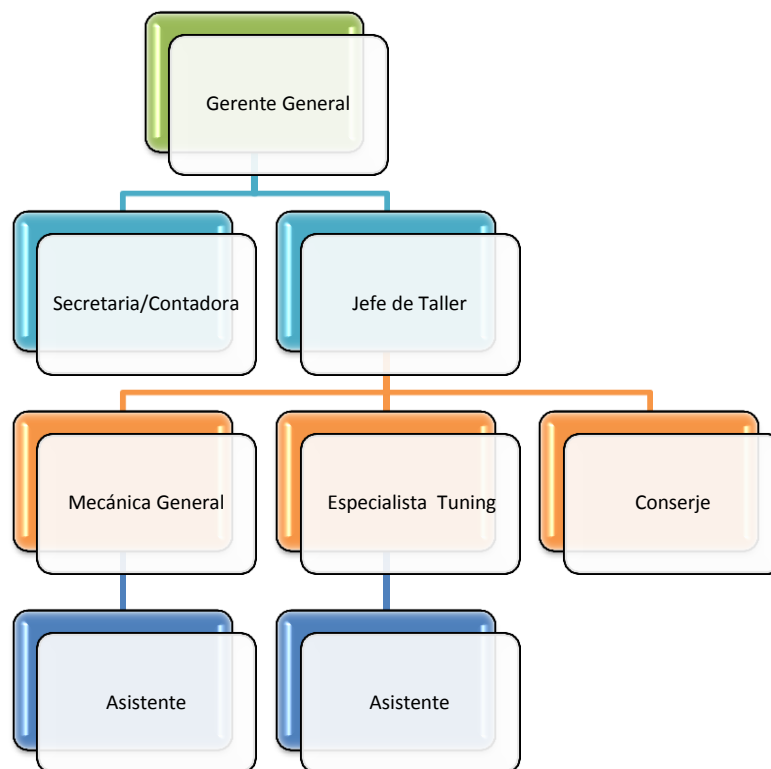 Gerente General
Secretaria/Contadora
Jefe de Taller
Mecánica General
Especialista  Tuning
Conserje
Asistente
Asistente